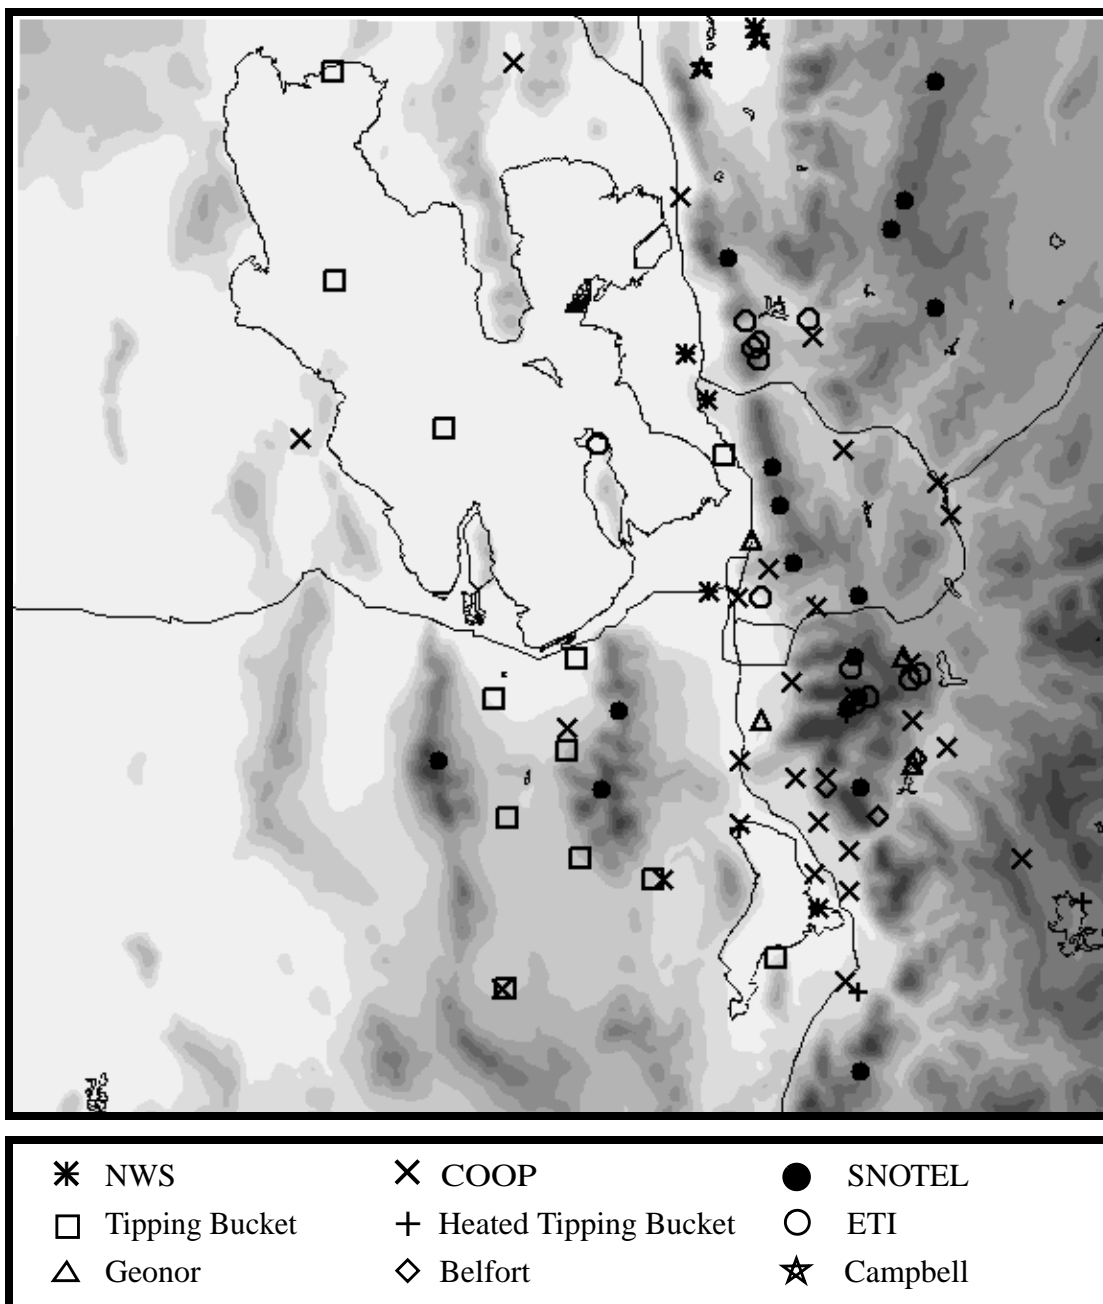 NWS COOP SNOTEL
Tipping Bucket Heated Tipping Bucket ETI
Geonor Belfort Campbell